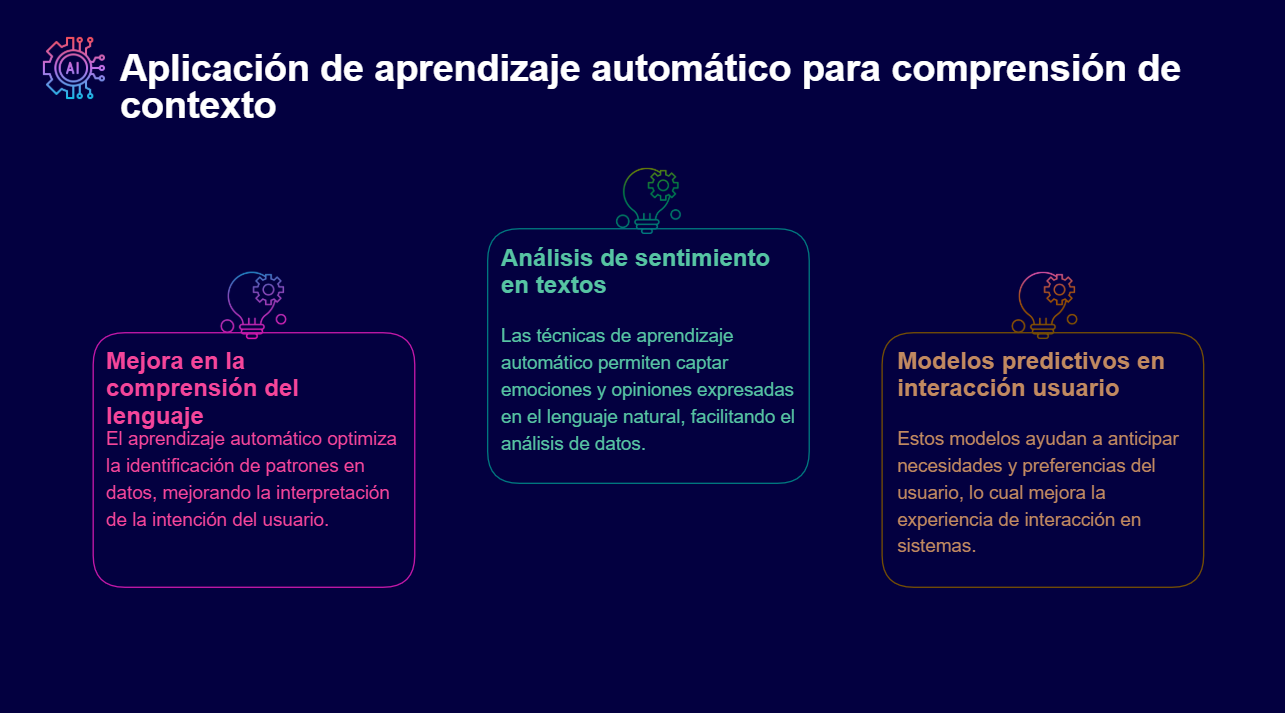 AI
Aplicación de aprendizaje automático para comprensión de
contexto
Mejora en la
comprensión del
lenguaje
El aprendizaje automático optimiza
la identificación de patrones en
datos, mejorando la interpretación
de la intención del usuario.
Análisis de sentimiento
en textos
Las técnicas de aprendizaje
automático permiten captar
emociones y opiniones expresadas
en el lenguaje natural, facilitando el
análisis de datos.
Modelos predictivos en
interacción usuario
Estos modelos ayudan a anticipar
necesidades y preferencias del
usuario, lo cual mejora la
experiencia de interacción en
sistemas.